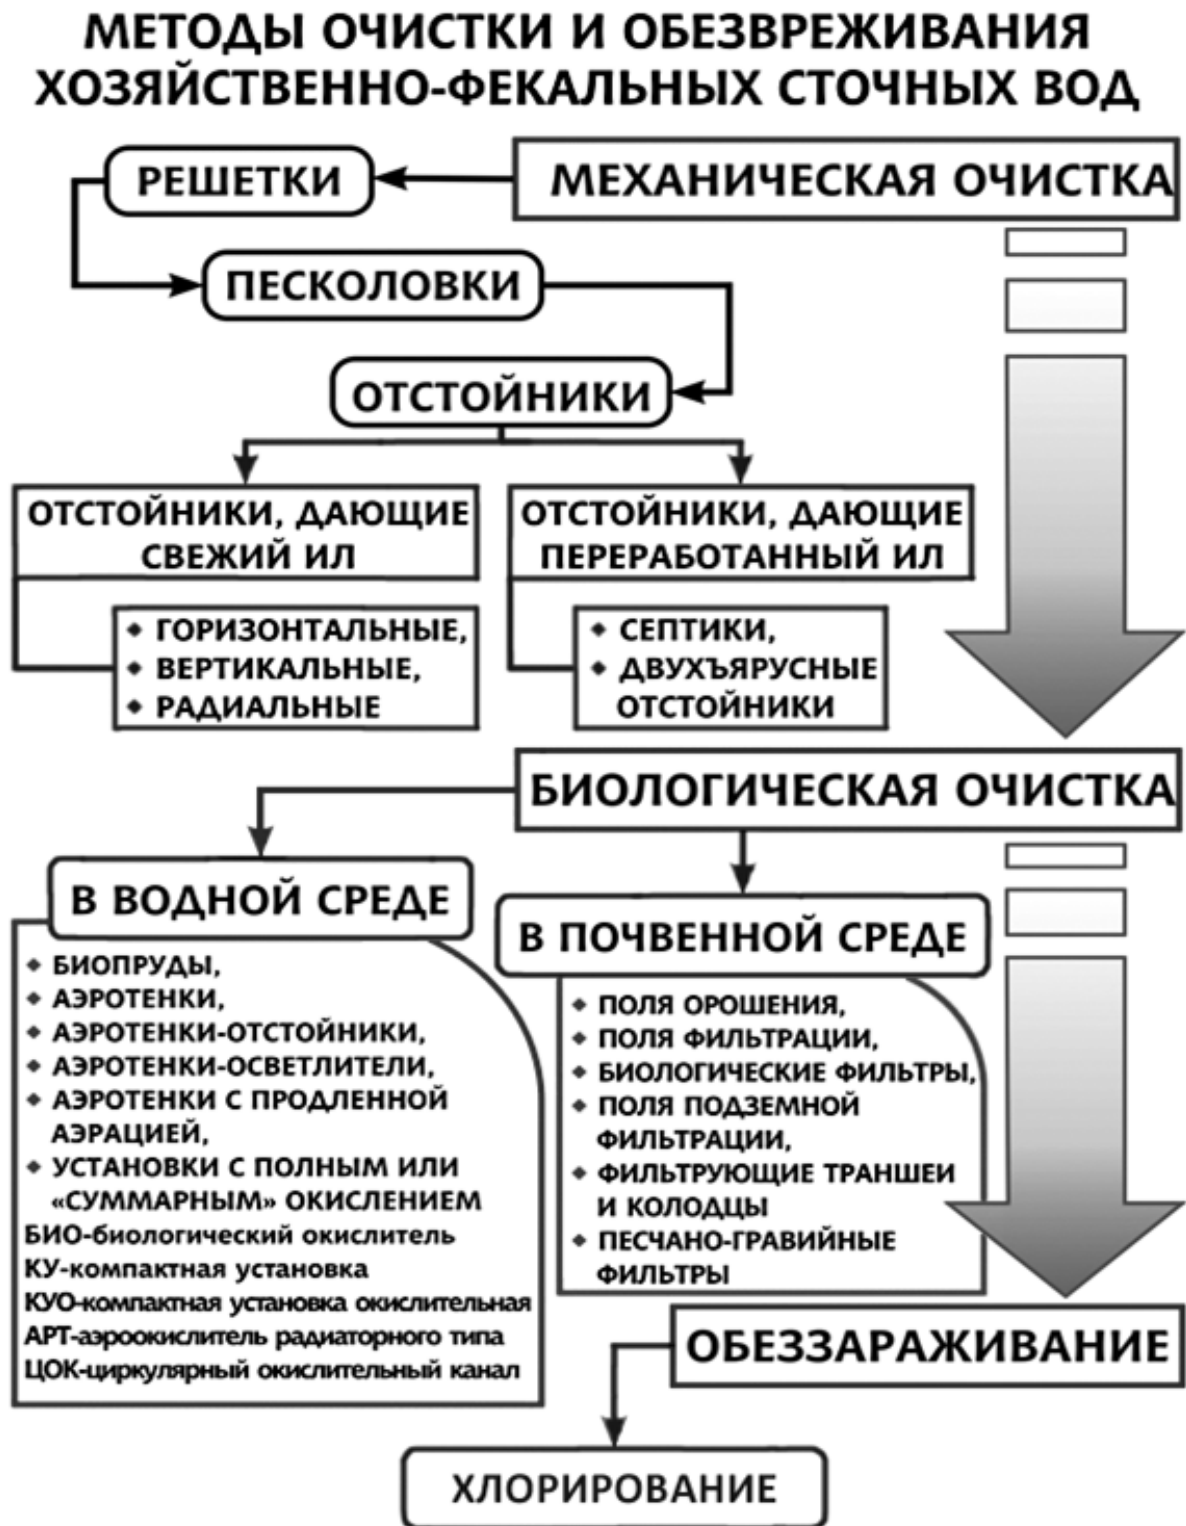 МЕТОДЫ ОЧИСТКИ И ОБЕЗВРЕЖИВАНИЯ
ХОЗЯЙСТВЕННО-ФЕКАЛЬНЫХ СТОЧНЫХ ВОД
МЕХАНИЧЕСКАЯ ОЧИСТКА
РЕШЕТКИ
ПЕСКОЛОВКИ
ОТСТОЙНИКИ
ОТСТОЙНИКИ, ДАЮЩИЕ
СВЕЖИЙ ИЛ
◆ ГОРИЗОНТАЛЬНЫЕ,
◆ ВЕРТИКАЛЬНЫЕ,
◆ РАДИАЛЬНЫЕ
ОТСТОЙНИКИ, ДАЮЩИЕ
ПЕРЕРАБОТАННЫЙ ИЛ
◆ СЕПТИКИ,
◆ ДВУХЪЯРУСНЫЕ
ОТСТОЙНИКИ
БИОЛОГИЧЕСКАЯ ОЧИСТКА
В ВОДНОЙ СРЕДЕ
◆ БИОПРУДЫ,
◆ АЭРОТЕНКИ,
◆ АЭРОТЕНКИ-ОТСТОЙНИКИ,
◆ АЭРОТЕНКИ-ОСВЕТЛИТЕЛИ,
◆ АЭРОТЕНКИ С ПРОДЛЕННОЙ
АЭРАЦИЕЙ,
◆ УСТАНОВКИ С ПОЛНЫМ ИЛИ
«СУММАРНЫМ» ОКИСЛЕНИЕМ
БИО-биологический окислитель
КУ-компактная установка
КУО-компактная установка окислительная
АРТ-аэроокислитель радиаторного типа
ЦОК-циркулярный окислительный канал
В ПОЧВЕННОЙ СРЕДЕ
◆ ПОЛЯ ОРОШЕНИЯ,
◆ ПОЛЯ ФИЛЬТРАЦИИ,
◆ БИОЛОГИЧЕСКИЕ ФИЛЬТРЫ,
◆ ПОЛЯ ПОДЗЕМНОЙ
ФИЛЬТРАЦИИ,
◆ ФИЛЬТРУЮЩИЕ ТРАНШЕИ
И КОЛОДЦЫ
◆ ПЕСЧАНО-ГРАВИЙНЫЕ
ФИЛЬТРЫ
ОБЕЗЗАРАЖИВАНИЕ
ХЛОРИРОВАНИЕ